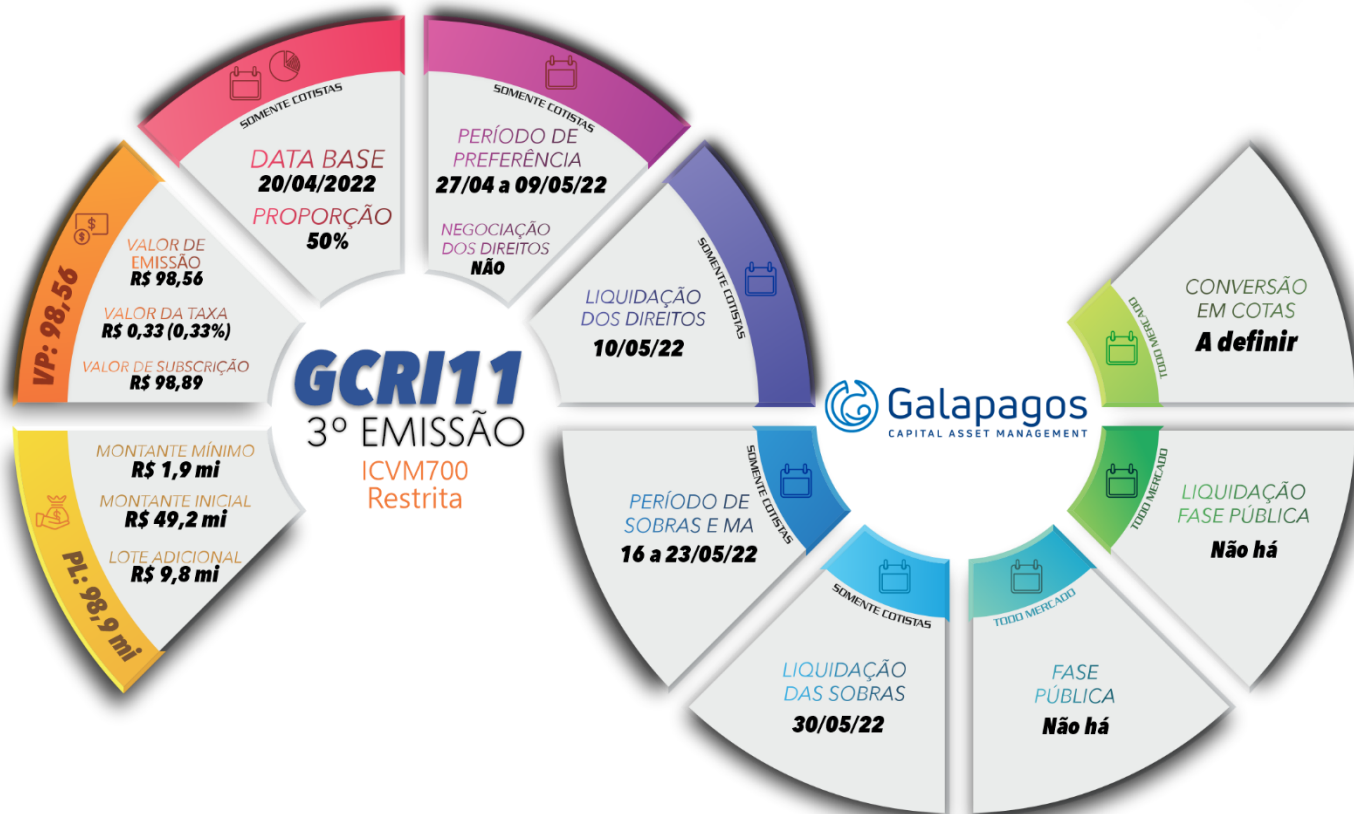 PL: 98,9 mi
MONTANTE MÍNIMO
R$ 1,9 mi
MONTANTE INICIAL
R$ 49,2 mi
LOTE ADICIONAL
R$ 9,8 mi
VP: 98,56
VALOR DE
EMISSÃO
R$ 98,56
VALOR DA TAXA
R$ 0,33 (0,33%)
VALOR DE SUBSCRIÇÃO
R$ 98,89
SOMENTE COTISTAS
DATA BASE
20/04/2022
PROPORÇÃO
50%
SOMENTE COTISTAS
PERÍODO DE
PREFERÊNCIA
27/04 a 09/05/22
NEGOCIAÇÃO
DOS DIREITOS
NÃO
SOMENTE COTISTAS
LIQUIDAÇÃO
DOS DIREITOS
10/05/22
GCRI11
3º EMISSÃO
ICVM700
Restrita
SOMENTE COTISTAS
PERÍODO DE
SOBRAS E MA
16 a 23/05/22
SOMENTE COTISTAS
LIQUIDAÇÃO
DAS SOBRAS
30/05/22
TODO MERCADO
FASE
PÚBLICA
Não há
TODO MERCADO
LIQUIDAÇÃO
FASE PÚBLICA
Não há
TODO MERCADO
CONVERSÃO
EM COTAS
A definir
Galapagos
CAPITAL ASSET MANAGEMENT
$
$
$